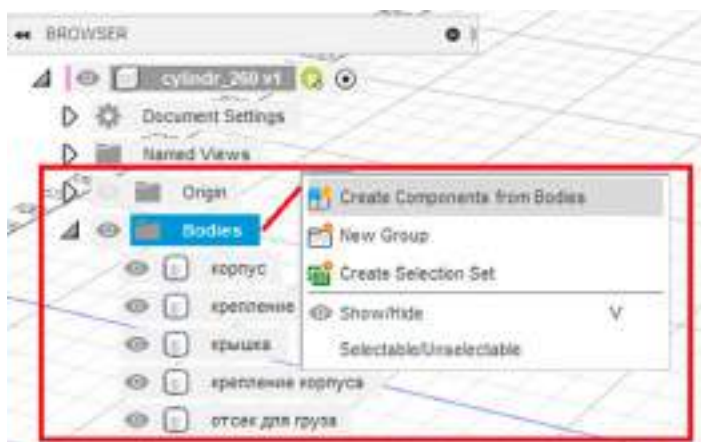 BROWSER
cylindr_260 v1
Document Settings
Named Views
Origin
Bodies
Create Components from Bodies
New Group
Create Selection Set
Show/Hide V
Selectable/Unselectable
корпус
крепление
крышка
крепление корпуса
отсек для груза